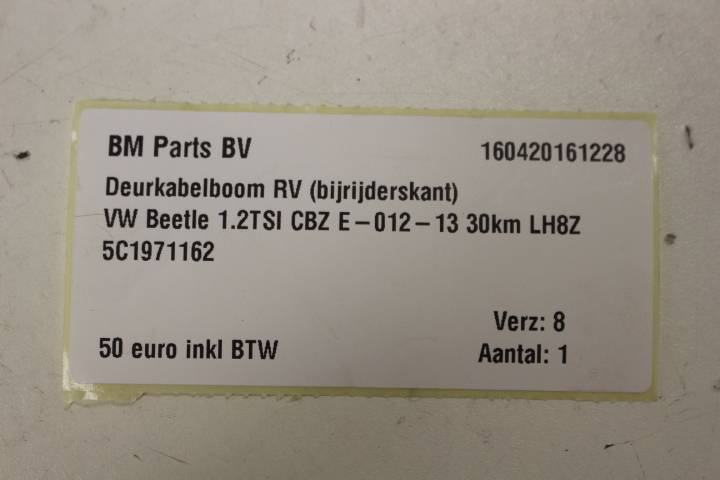 BM Parts BV 160420161228
Deurkabelboom RV (bijrijderskant)
VW Beetle 1.2TSI CBZ E-012-13 30km LH8Z
5C1971162
Verz: 8
50 euro inkl BTW Aantal: 1